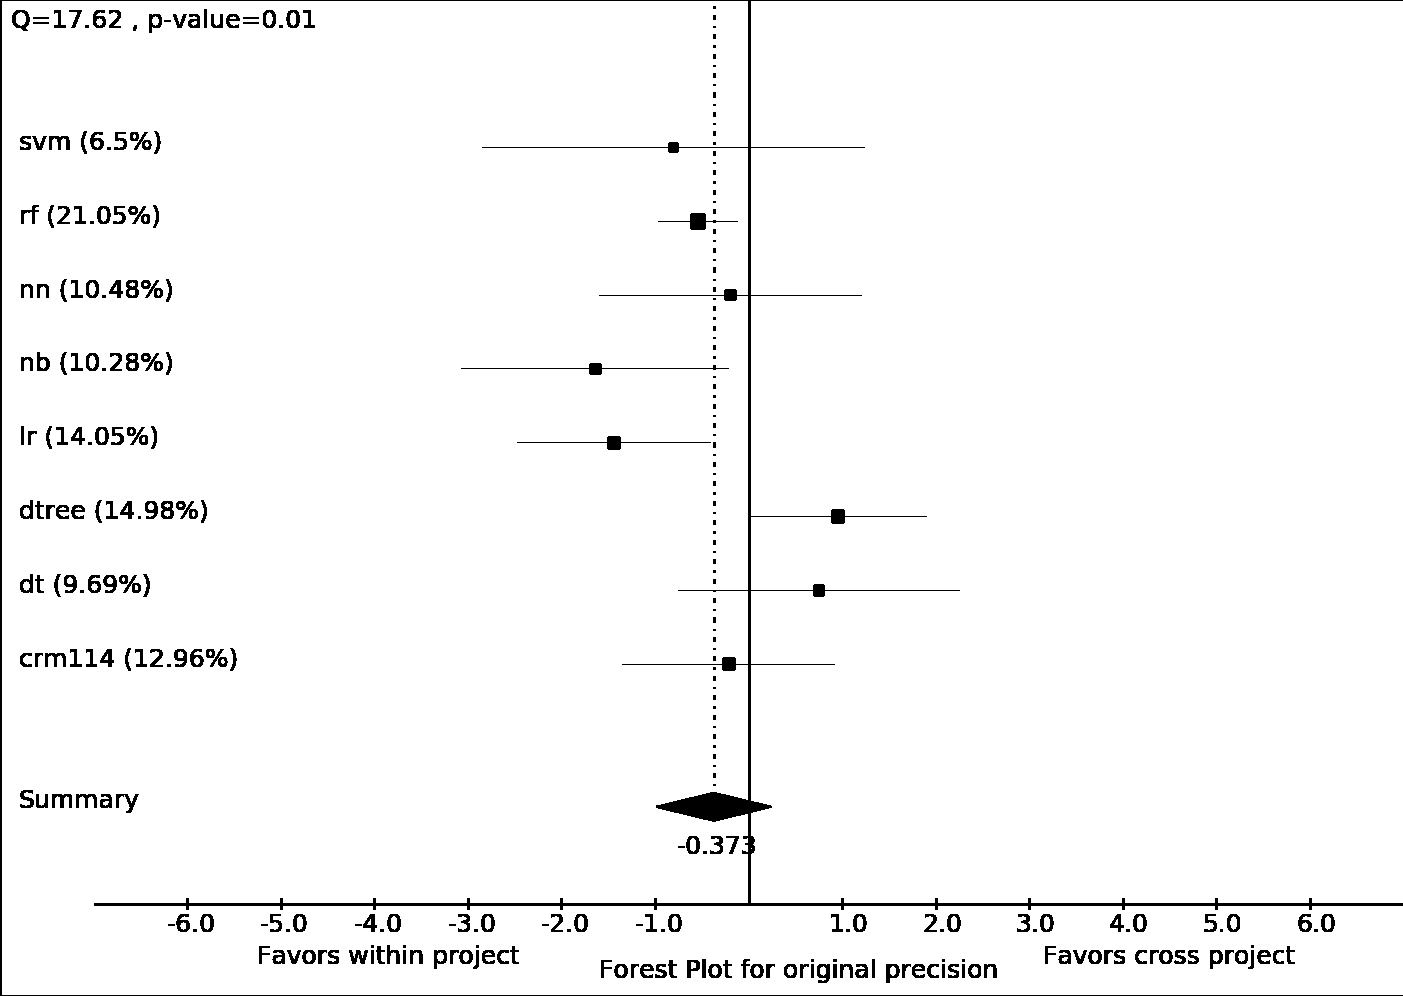 Q=17.62 , p-value=0.01
svm (6.5%)
rf (21.05%)
nn (10.48%)
nb (10.28%)
lr (14.05%)
dtree (14.98%)
dt (9.69%)
crm114 (12.96%)
Summary
-0.373
-6.0 -5.0 -4.0 -3.0 -2.0 -1.0 1.0 2.0 3.0 4.0 5.0 6.0
Favors within project Favors cross project
Forest Plot for original precision